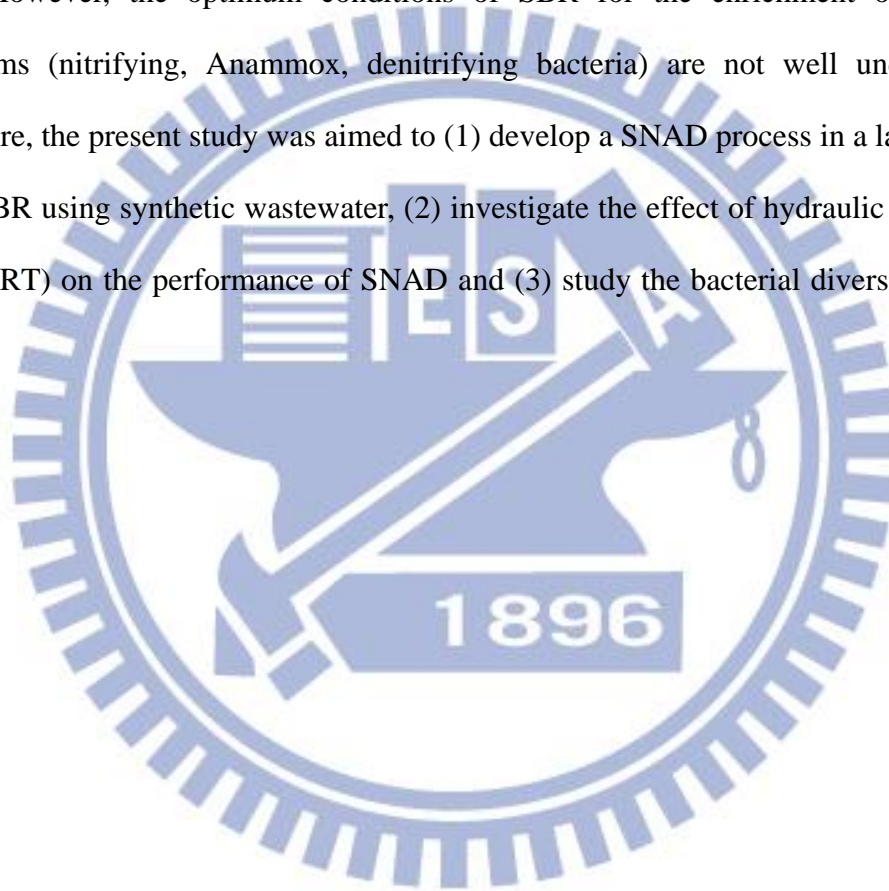 However, the optimum conditions of SBR for the enrichment o
ms (nitrifying, Anammox, denitrifying bacteria) are not well un
re, the present study was aimed to (1) develop a SNAD process in a la
BR using synthetic wastewater, (2) investigate the effect of hydraulic
RT) on the performance of SNAD and (3) study the bacterial divers
E S A
1896